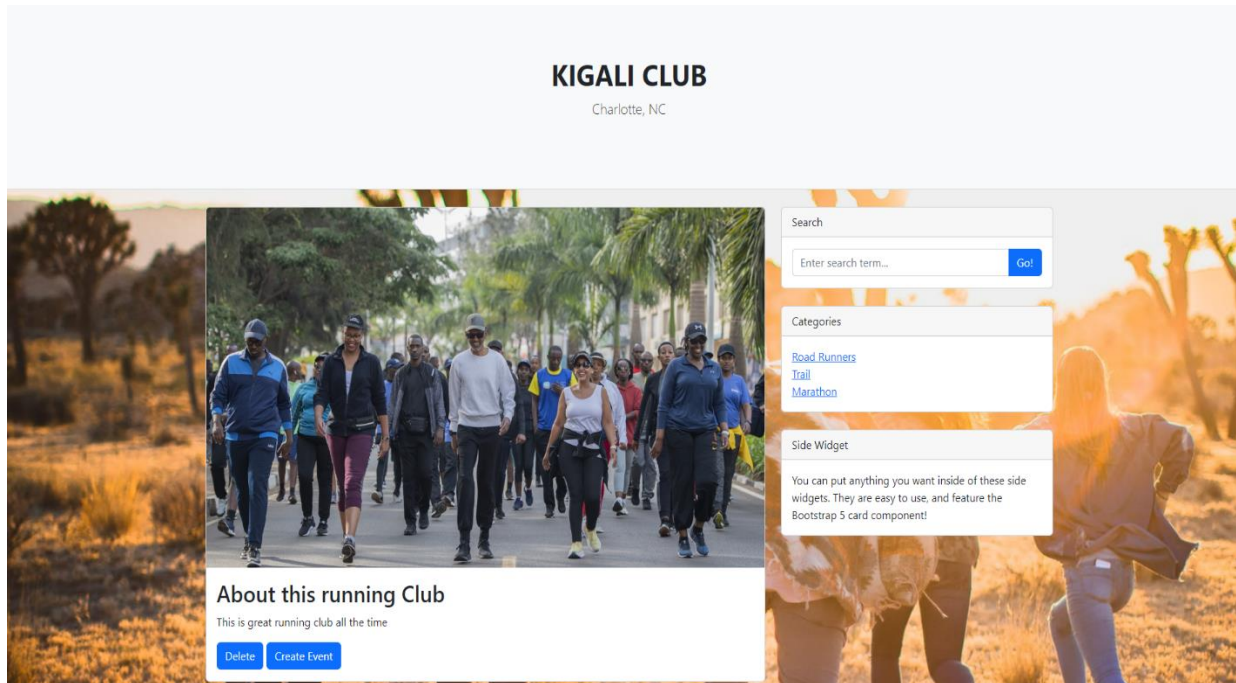 KIGALI CLUB
Charlotte, NC
About this running Club
This is great running club all the time
Delete
Create Event
Search
Enter search term...
Go!
Categories
Road Runners
Trail
Marathon
Side Widget
You can put anything you want inside of these side
widgets. They are easy to use, and feature the
Bootstrap 5 card component!